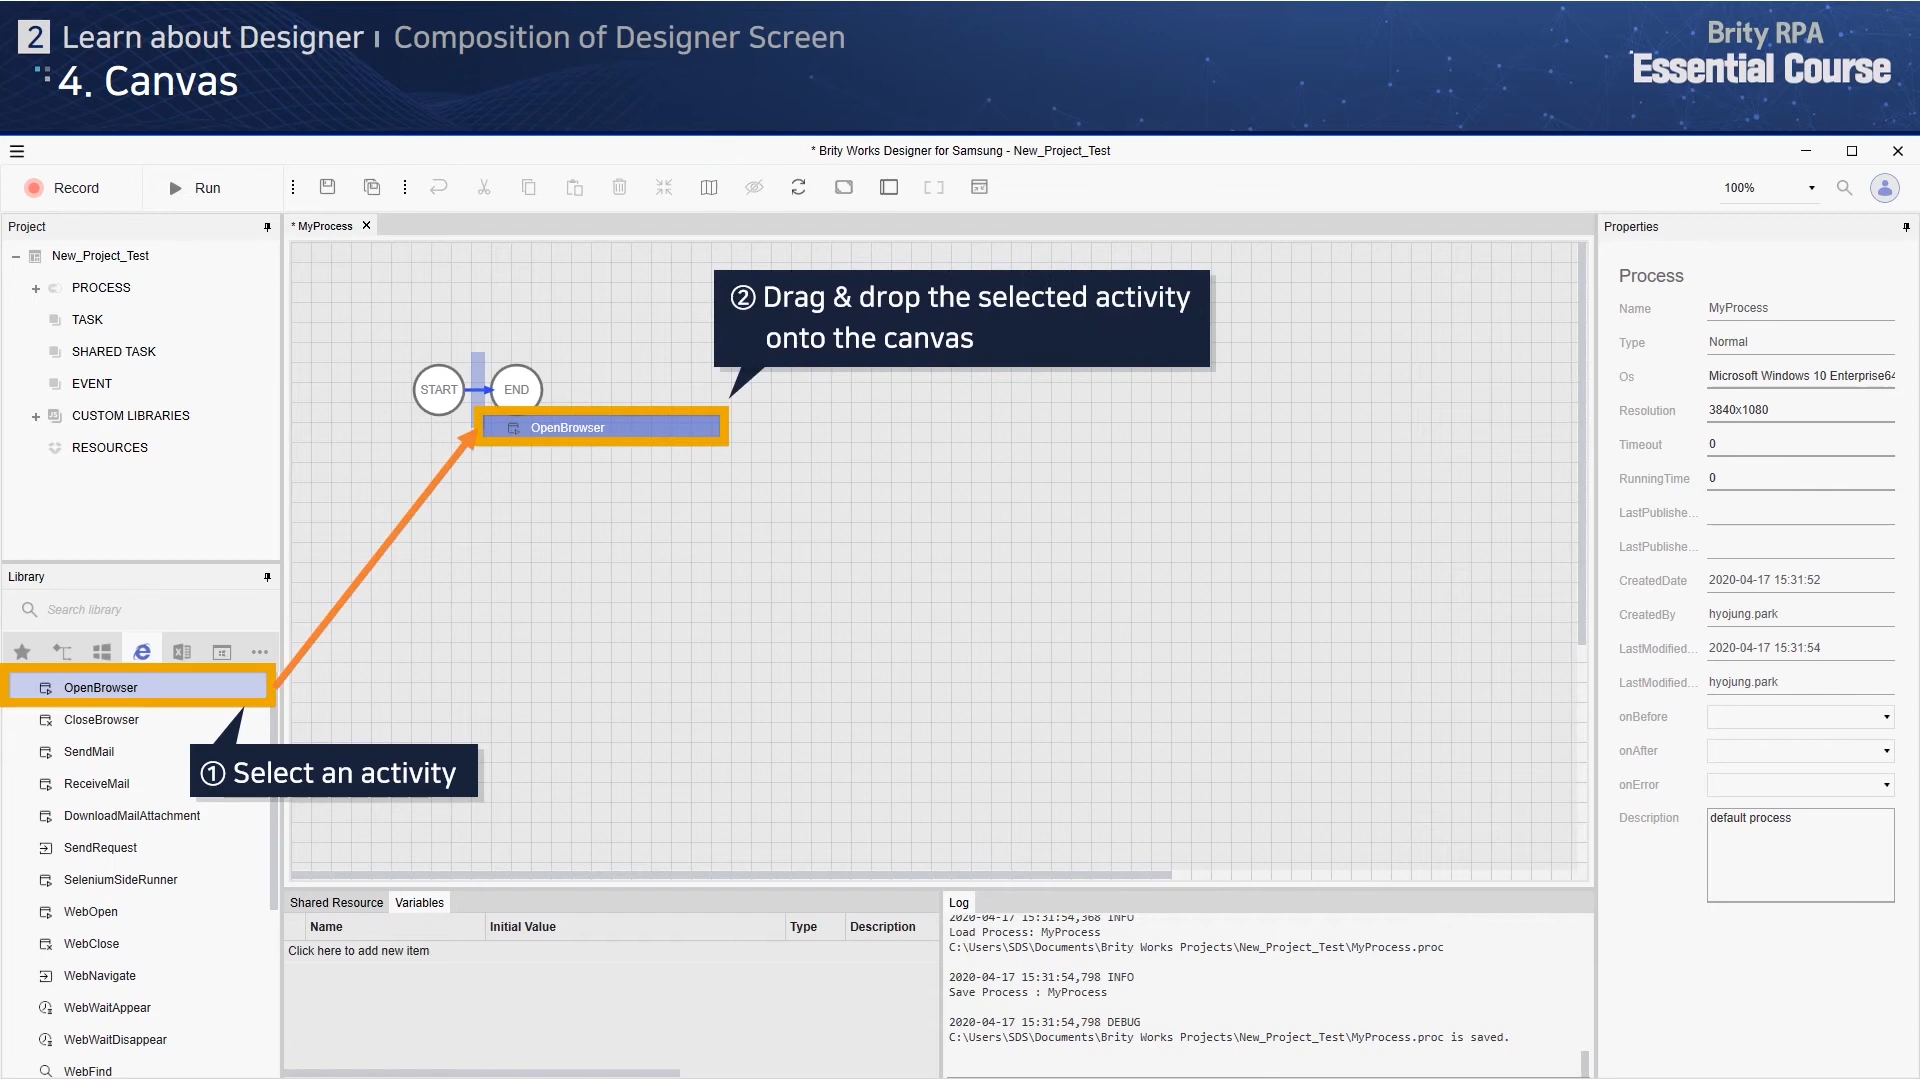 2 Learn about Designer | Composition of Designer Screen
4. Canvas
Brity RPA
Essential Course
* Brity Works Designer for Samsung - New_Project_Test
Record
Run
100%
Project
New_Project_Test
PROCESS
TASK
SHARED TASK
EVENT
CUSTOM LIBRARIES
RESOURCES
Library
Search library
OpenBrowser
CloseBrowser
SendMail
ReceiveMail
DownloadMailAttachment
SendRequest
SeleniumSideRunner
WebOpen
WebClose
WebNavigate
WebWaitAppear
WebWaitDisappear
WebFind
① Select an activity
* MyProcess
② Drag & drop the selected activity
onto the canvas
START
END
OpenBrowser
Shared Resource Variables
Name Initial Value Type Description
Click here to add new item
Log
2020-04-17 15:31:54,368 INFO
Load Process: MyProcess
C:\Users\SDS\Documents\Brity Works Projects\New_Project_Test\MyProcess.proc
2020-04-17 15:31:54,798 INFO
Save Process : MyProcess
2020-04-17 15:31:54,798 DEBUG
C:\Users\SDS\Documents\Brity Works Projects\New_Project_Test\MyProcess.proc is saved.
Properties
Process
Name MyProcess
Type Normal
Os Microsoft Windows 10 Enterprise64
Resolution 3840x1080
Timeout 0
RunningTime 0
LastPublishe...
LastPublishe...
CreatedDate 2020-04-17 15:31:52
CreatedBy hyojung.park
LastModified... 2020-04-17 15:31:54
LastModified... hyojung.park
onBefore
onAfter
onError
Description default process